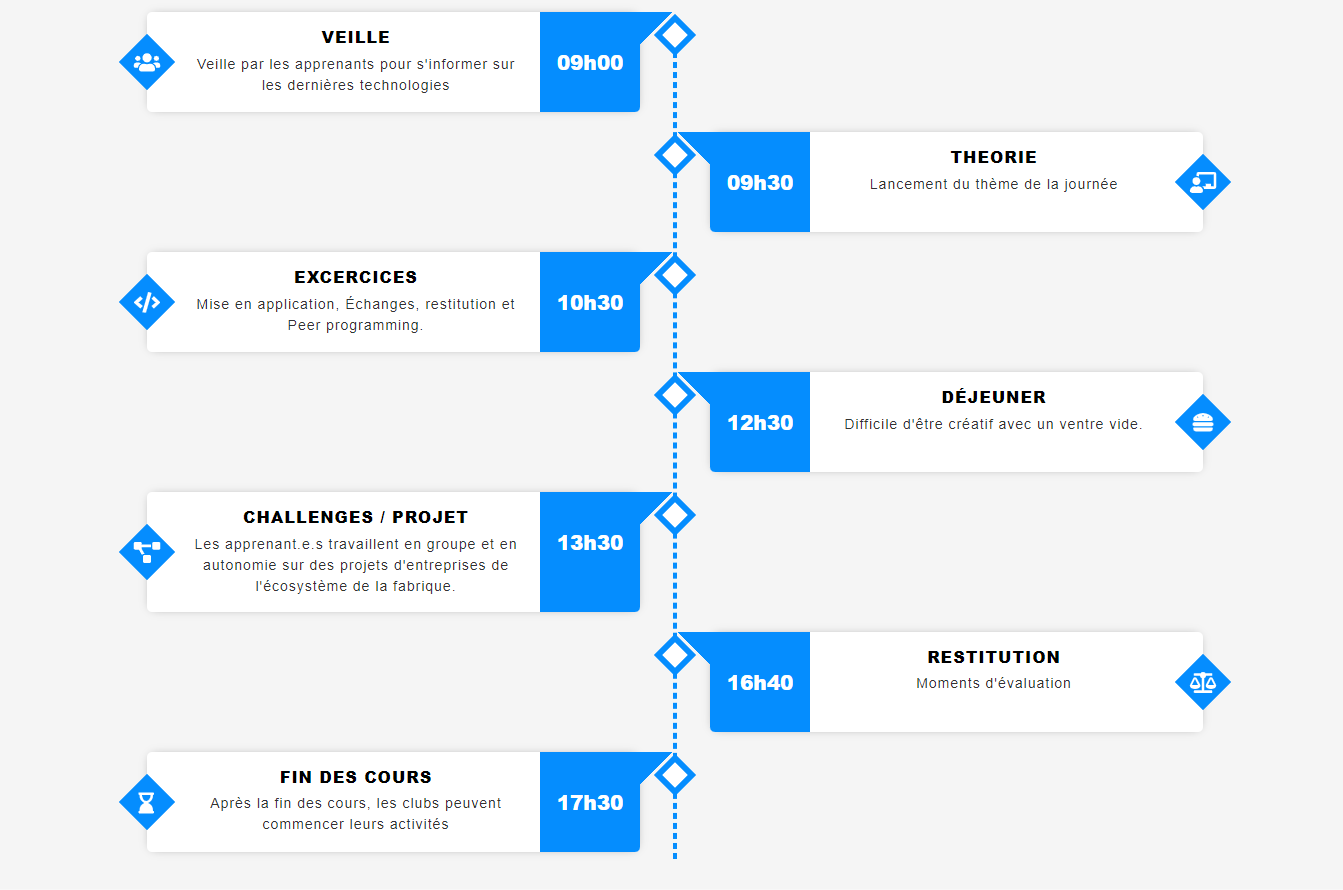 VEILLE
Veille par les apprenants pour s'informer sur
les dernières technologies
09h00
THEORIE
Lancement du thème de la journée
09h30
EXCERCICES
Mise en application, Échanges, restitution et
Peer programming.
10h30
DÉJEUNER
Difficile d'être créatif avec un ventre vide.
12h30
CHALLENGES / PROJET
Les apprenant.e.s travaillent en groupe et en
autonomie sur des projets d'entreprises de
l'écosystème de la fabrique.
13h30
RESTITUTION
Moments d'évaluation
16h40
FIN DES COURS
Après la fin des cours, les clubs peuvent
commencer leurs activités
17h30